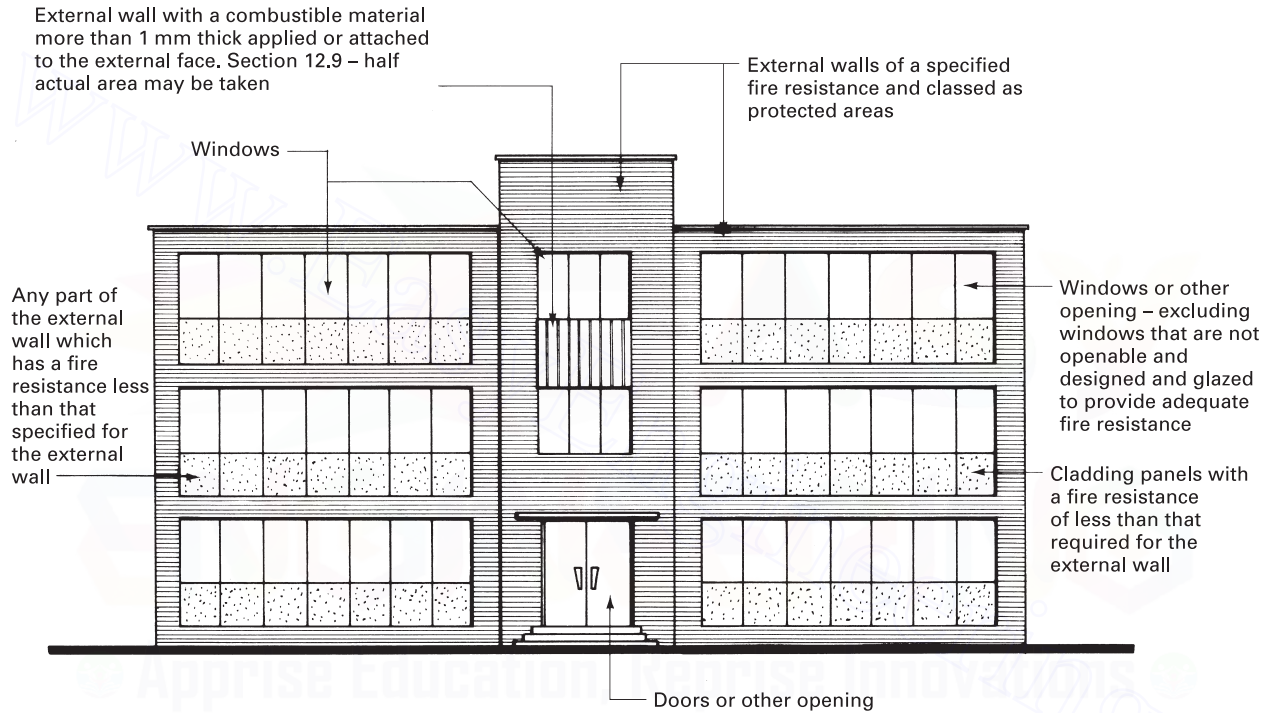 External wall with a combustible material
more than 1 mm thick applied or attached
to the external face. Section 12.9 – half
actual area may be taken
External walls of a specified
fire resistance and classed as
protected areas
Windows
Any part of
the external
wall which
has a fire
resistance less
than that
specified for
the external
wall
Windows or other
opening – excluding
windows that are not
openable and
designed and glazed
to provide adequate
fire resistance
Cladding panels with
a fire resistance
of less than that
required for the
external wall
Doors or other opening
Apprise Education, Reprise Innovations